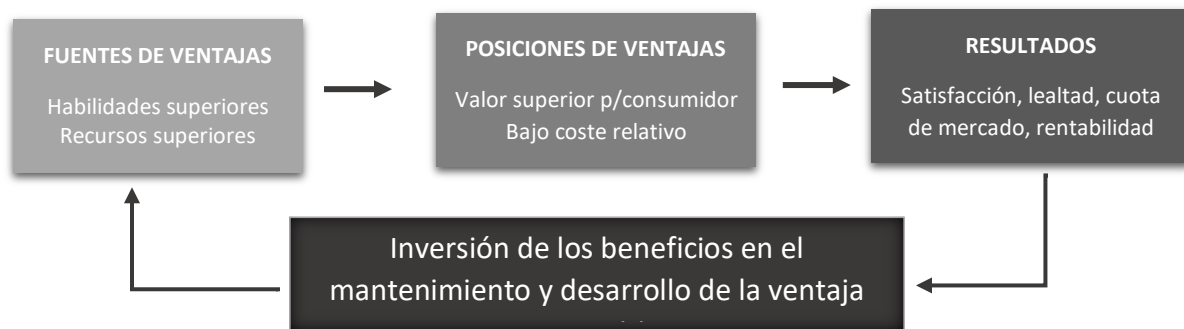 FUENTES DE VENTAJAS
Habilidades superiores
Recursos superiores
POSICIONES DE VENTAJAS
Valor superior p/consumidor
Bajo coste relativo
RESULTADOS
Satisfacción, lealtad, cuota
de mercado, rentabilidad
Inversión de los beneficios en el
mantenimiento y desarrollo de la ventaja